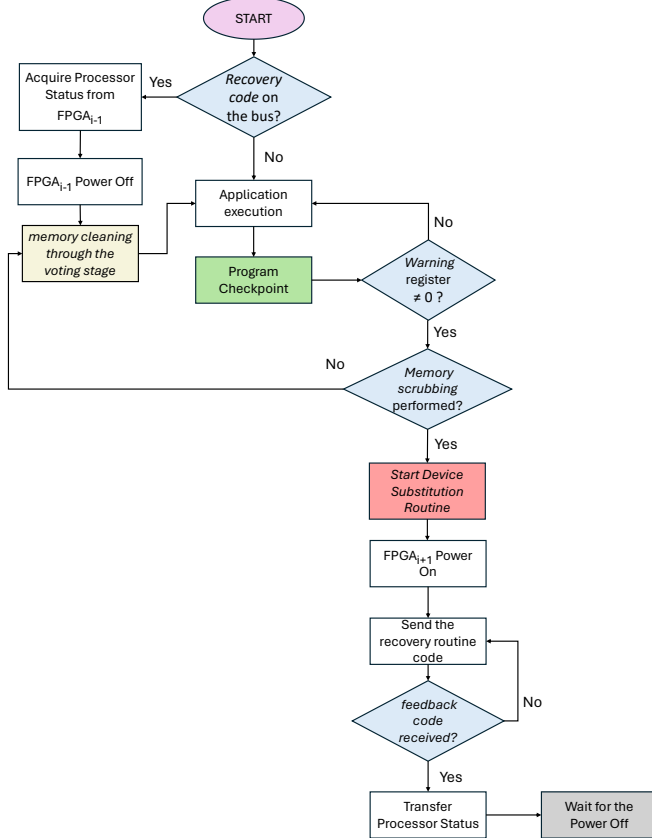 START
Recovery
code on
the bus?
Yes
Acquire Processor
Status from
FPGAi-1
No
FPGAi-1 Power Off
Application
execution
memory cleaning
through the
voting stage
No
Program
Checkpoint
Warning
register
≠ 0 ?
Yes
No
Memory
scrubbing
performed?
Yes
Start Device
Substitution
Routine
FPGAi+1 Power
On
Send the
recovery routine
code
feedback
code
received?
No
Yes
Transfer
Processor Status
Wait for the
Power Off